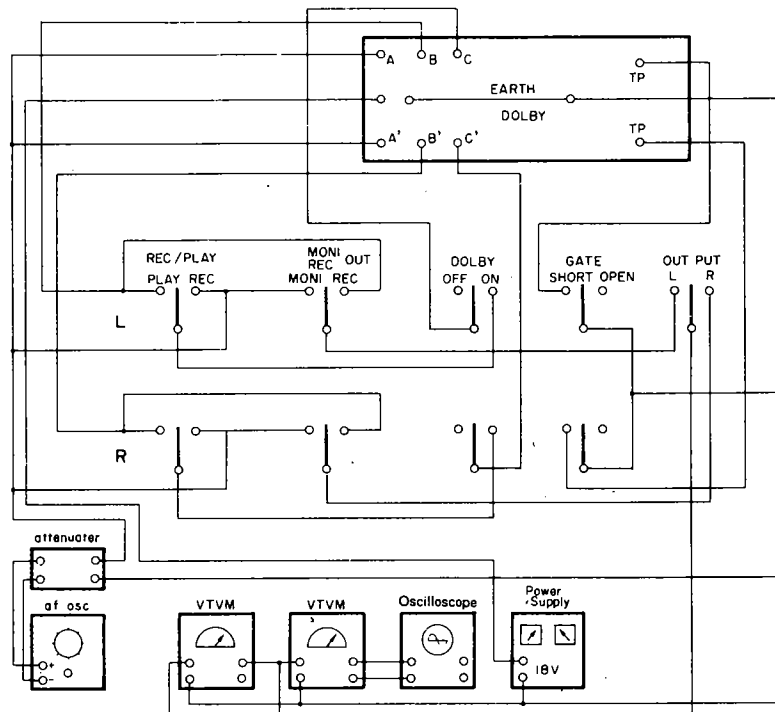 A B C
TP
EARTH
DOLBY
TP
A' B' C'
REC/PLAY
PLAY REC
MONI
REC OUT
MONI REC
DOLBY
OFF ON
GATE
SHORT OPEN
OUT PUT
L R
L
R
attenuater
af osc
+
-
VTVM
VTVM
Oscilloscope
Power
Supply
18V